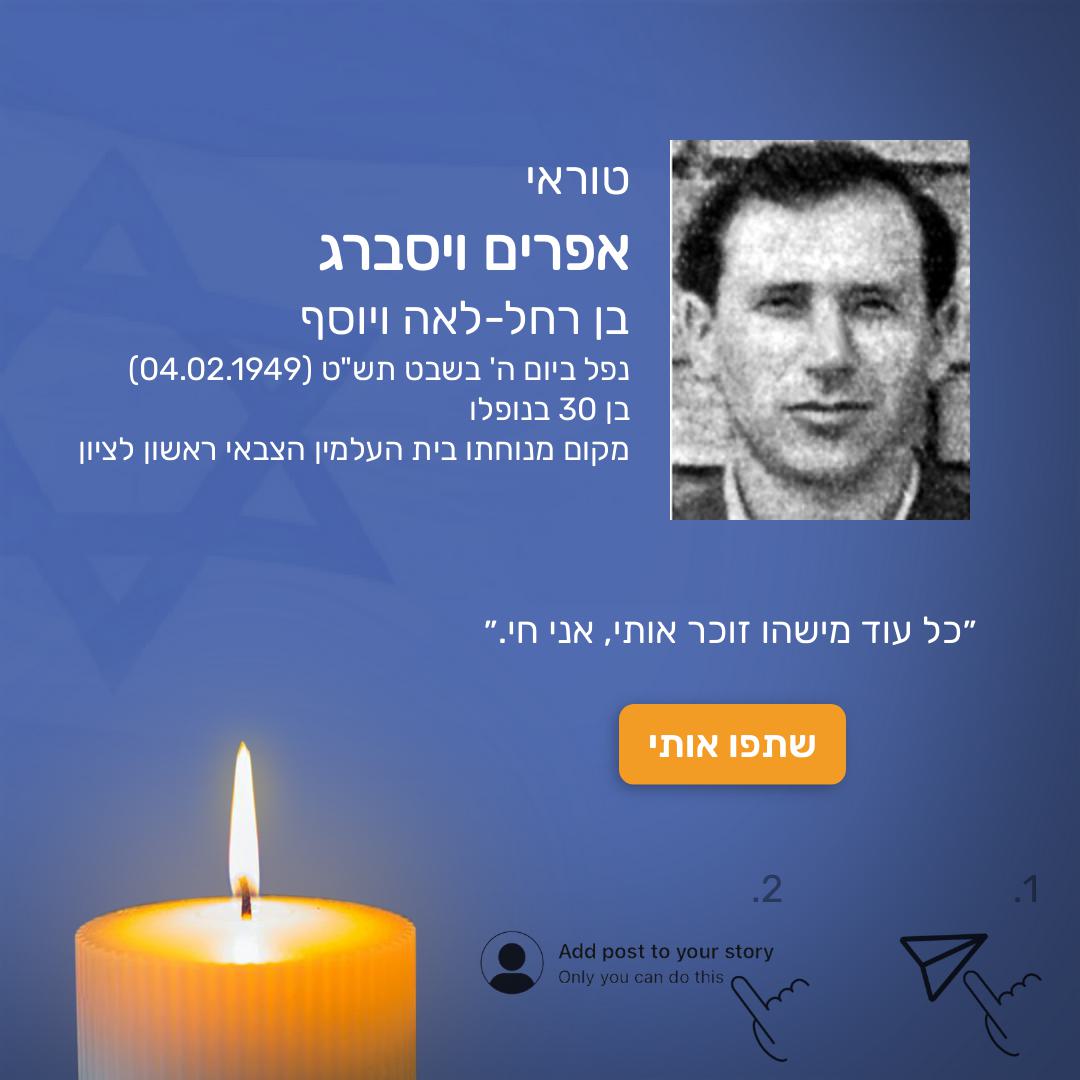 טוראי
אפרים ויסברג
בן רחל-לאה ויוסף
נפל ביום ה' בשבט תש"ט (04.02.1949)
בן 30 בנופלו
מקום מנוחתו בית העלמין הצבאי ראשון לציון
״כל עוד מישהו זוכר אותי, אני חי.״
שתפו אותי
1.
2.
Add post to your story
Only you can do this